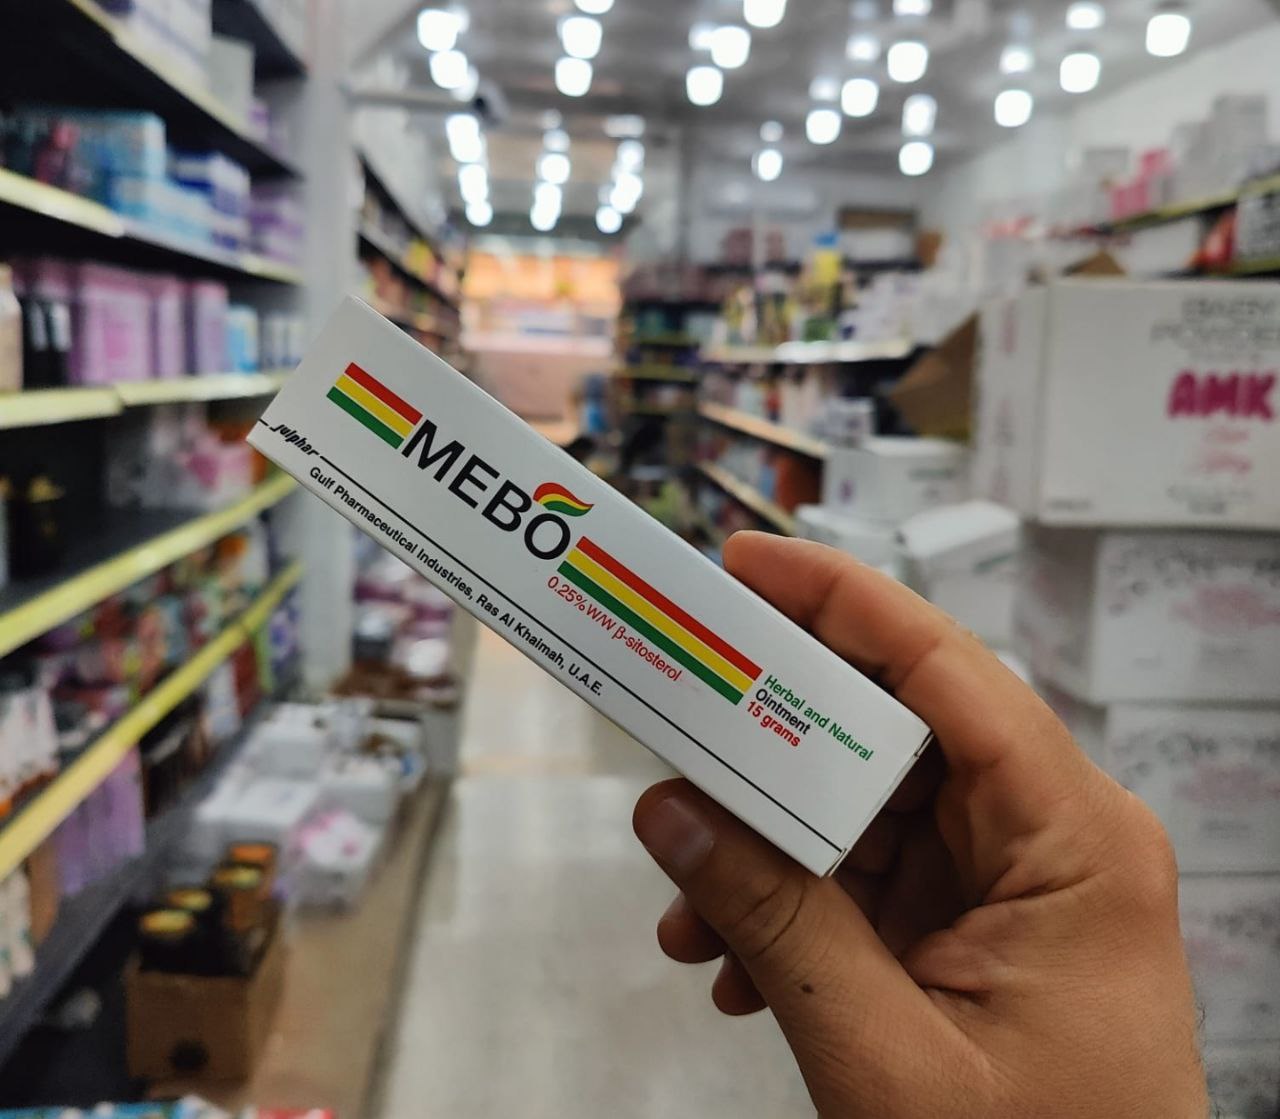 MEBO
0.25% W/W β-sitosterol
Herbal and Natural
Ointment
15 grams
Julphar
Gulf Pharmaceutical Industries, Ras Al Khaimah, U.A.E.
AMK